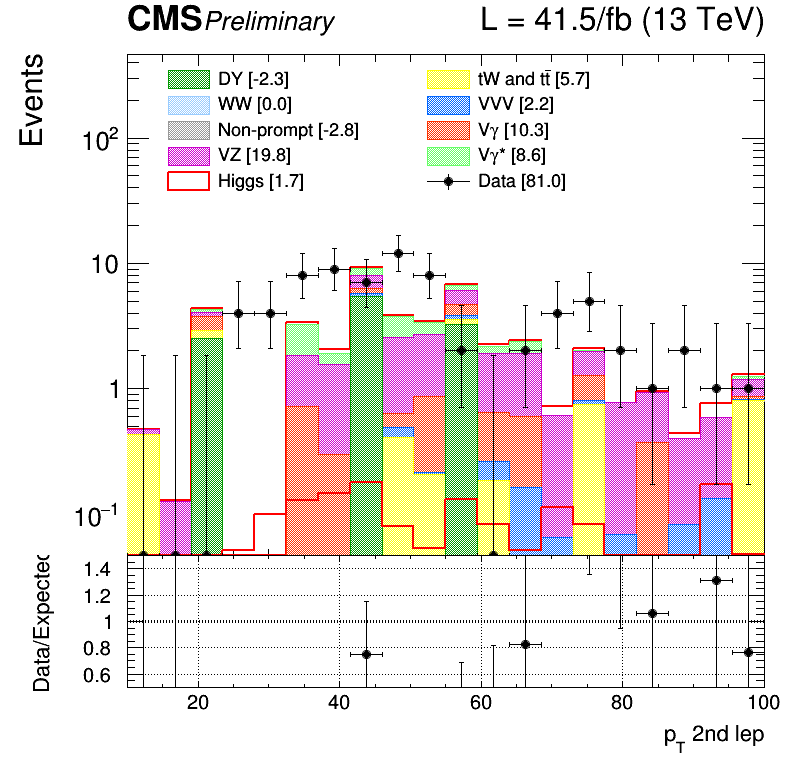 CMS Preliminary L = 41.5/fb (13 TeV)
Events
DY [-2.3] tW and tt̄ [5.7]
WW [0.0] VVV [2.2]
Non-prompt [-2.8] Vγ [10.3]
VZ [19.8] Vγ* [8.6]
Higgs [1.7] Data [81.0]
10²
10
1
10⁻¹
Data/Expected
1.4
1.2
1
0.8
0.6
20 40 60 80 100
p_T 2nd lep